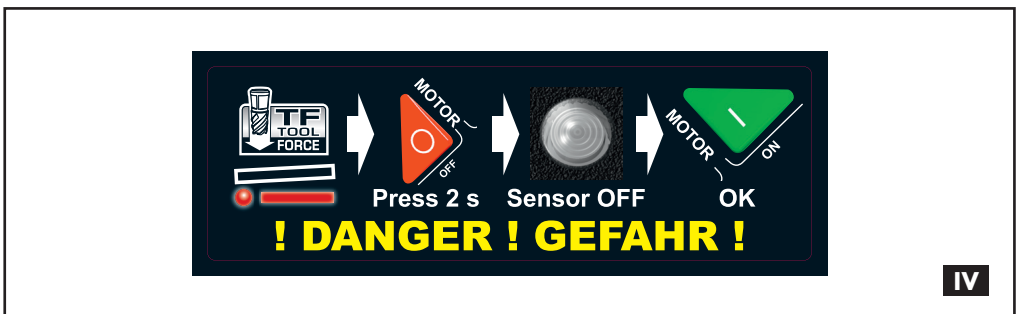 TF
TOOL
FORCE
MOTOR
OFF
MOTOR
ON
Press 2 s
Sensor OFF
OK
! DANGER ! GEFAHR !
IV